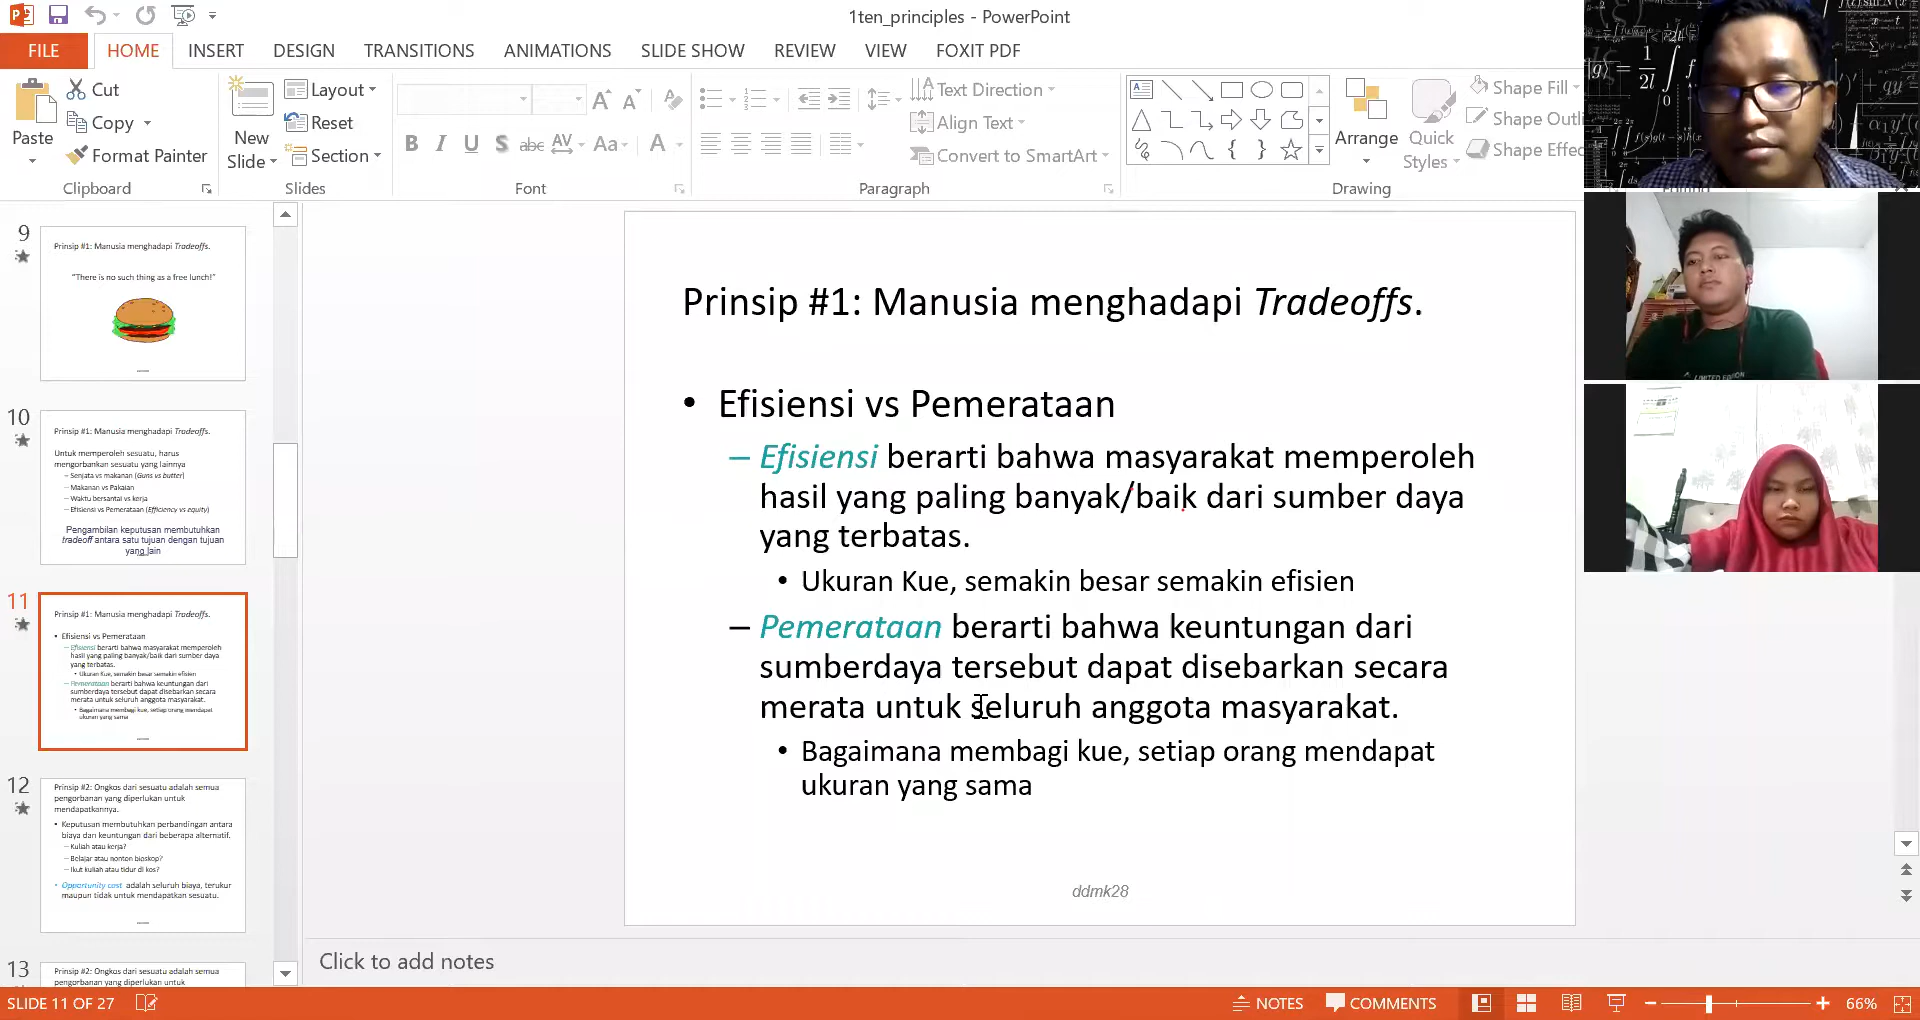 1ten_principles - PowerPoint
FILE
HOME
INSERT
DESIGN
TRANSITIONS
ANIMATIONS
SLIDE SHOW
REVIEW
VIEW
FOXIT PDF
Paste
Cut
Copy
Format Painter
Clipboard
New
Slide
Layout
Reset
Section
Slides
Font
Text Direction
Align Text
Convert to SmartArt
Paragraph
Arrange
Quick
Styles
Shape Fill
Shape Outl
Shape Effec
Drawing
9
Prinsip #1: Manusia menghadapi Tradeoffs.
"There is no such thing as a free lunch!"
10
Prinsip #1: Manusia menghadapi Tradeoffs.
Untuk memperoleh sesuatu, harus
mengorbankan sesuatu yang lainnya
– Senjata vs makanan (Guns vs butter)
– Makanan vs Pakaian
– Waktu bersantai vs kerja
– Efisiensi vs Pemerataan (Efficiency vs equity)
Pengambilan keputusan membutuhkan
tradeoff antara satu tujuan dengan tujuan
yang lain
11
Prinsip #1: Manusia menghadapi Tradeoffs.
• Efisiensi vs Pemerataan
– Efisiensi berarti bahwa masyarakat memperoleh
hasil yang paling banyak/baik dari sumber daya
yang terbatas.
• Ukuran Kue, semakin besar semakin efisien
– Pemerataan berarti bahwa keuntungan dari
sumberdaya tersebut dapat disebarkan secara
merata untuk seluruh anggota masyarakat.
• Bagaimana membagi kue, setiap orang mendapat
ukuran yang sama
12
Prinsip #2: Ongkos dari sesuatu adalah semua
pengorbanan yang diperlukan untuk
mendapatkannya.
• Keputusan membutuhkan perbandingan antara
biaya dan keuntungan dari beberapa alternatif.
– Kuliah atau kerja?
– Belajar atau nonton bioskop?
– Ikut kuliah atau tidur di kos?
• Opportunity cost adalah seluruh biaya, terukur
maupun tidak untuk mendapatkan sesuatu.
13
Prinsip #2: Ongkos dari sesuatu adalah semua
pengorbanan yang diperlukan untuk
Prinsip #1: Manusia menghadapi Tradeoffs.
• Efisiensi vs Pemerataan
– Efisiensi berarti bahwa masyarakat memperoleh
hasil yang paling banyak/baik dari sumber daya
yang terbatas.
• Ukuran Kue, semakin besar semakin efisien
– Pemerataan berarti bahwa keuntungan dari
sumberdaya tersebut dapat disebarkan secara
merata untuk seluruh anggota masyarakat.
• Bagaimana membagi kue, setiap orang mendapat
ukuran yang sama
ddmk28
Click to add notes
SLIDE 11 OF 27
NOTES
COMMENTS
66%